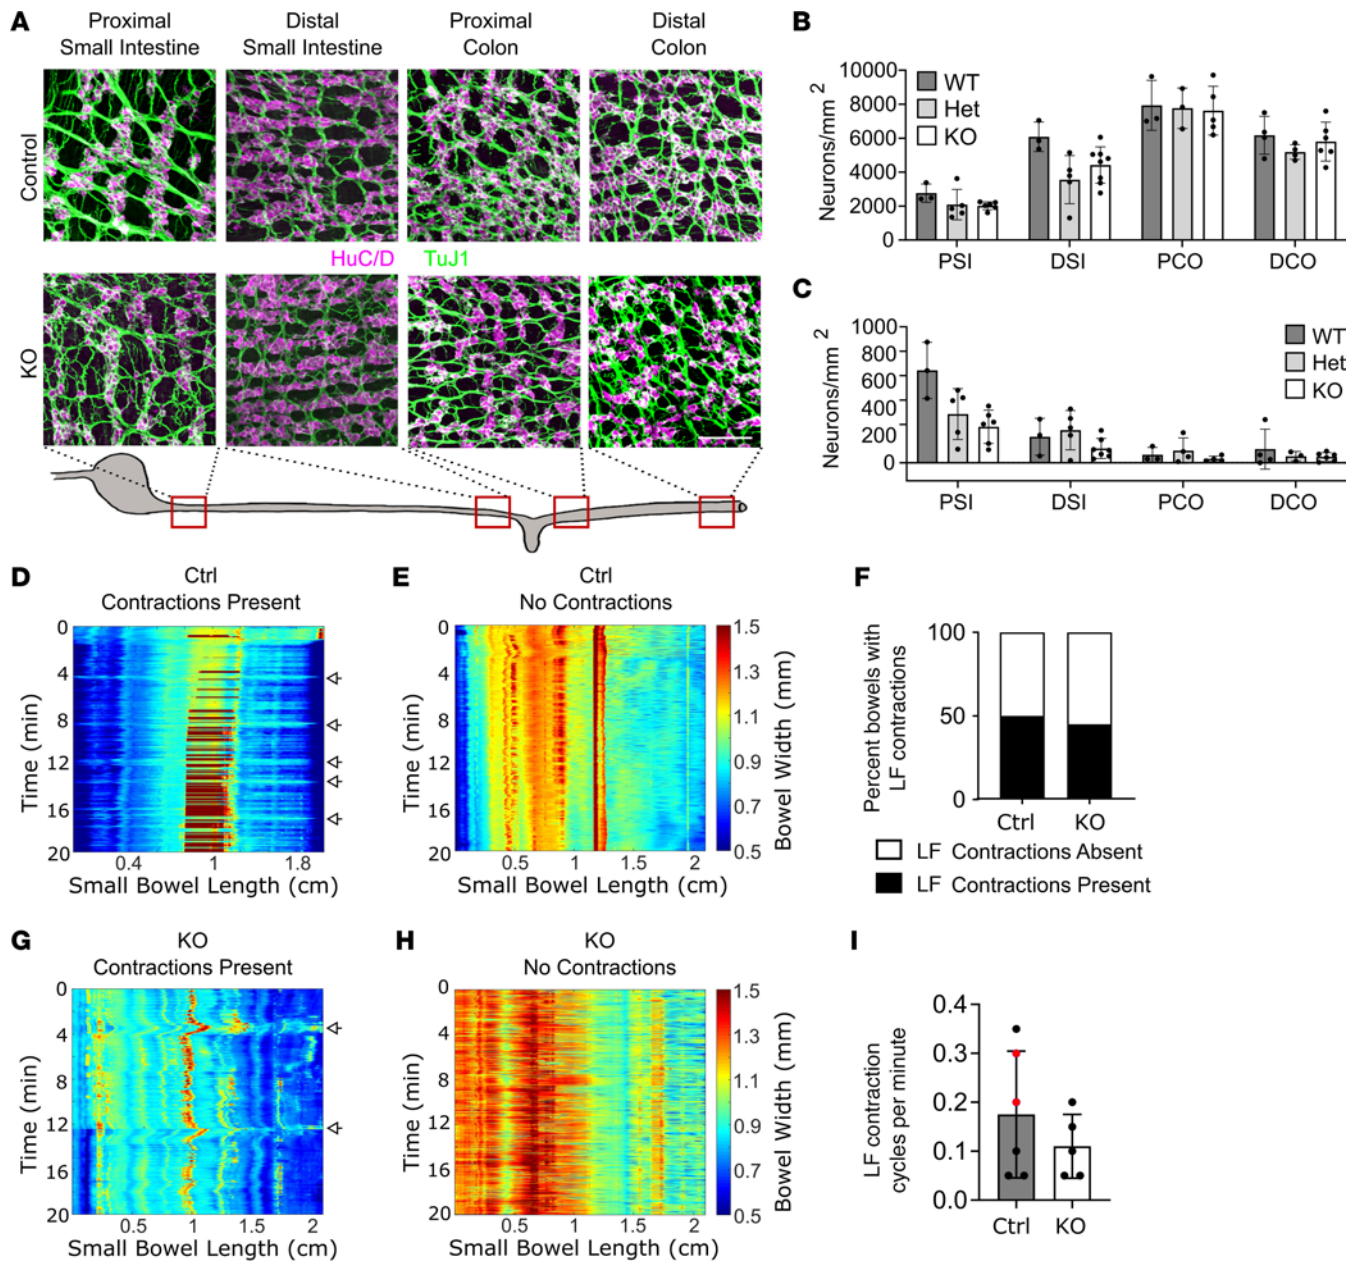 A
Proximal
Small Intestine
Distal
Small Intestine
Proximal
Colon
Distal
Colon
Control
HuC/D TuJ1
KO
B
Neurons/mm2
10000
8000
6000
4000
2000
0
WT
Het
KO
PSI DSI PCO DCO
C
Neurons/mm2
1000
800
600
400
200
0
WT
Het
KO
PSI DSI PCO DCO
D
Ctrl
Contractions Present
Time (min)
0
4
8
12
16
20
0.4 1 1.8
Small Bowel Length (cm)
E
Ctrl
No Contractions
Time (min)
0
4
8
12
16
20
0.5 1 1.5 2
Small Bowel Length (cm)
1.5
1.3
1.1
0.9
0.7
0.5
Bowel Width (mm)
F
Percent bowels with
LF contractions
100
50
0
Ctrl KO
LF Contractions Absent
LF Contractions Present
G
KO
Contractions Present
Time (min)
0
4
8
12
16
20
0.5 1 1.5 2
Small Bowel Length (cm)
H
KO
No Contractions
Time (min)
0
4
8
12
16
20
0.5 1 1.5 2
Small Bowel Length (cm)
1.5
1.3
1.1
0.9
0.7
0.5
Bowel Width (mm)
I
LF contraction
cycles per minute
0.4
0.3
0.2
0.1
0.0
Ctrl KO